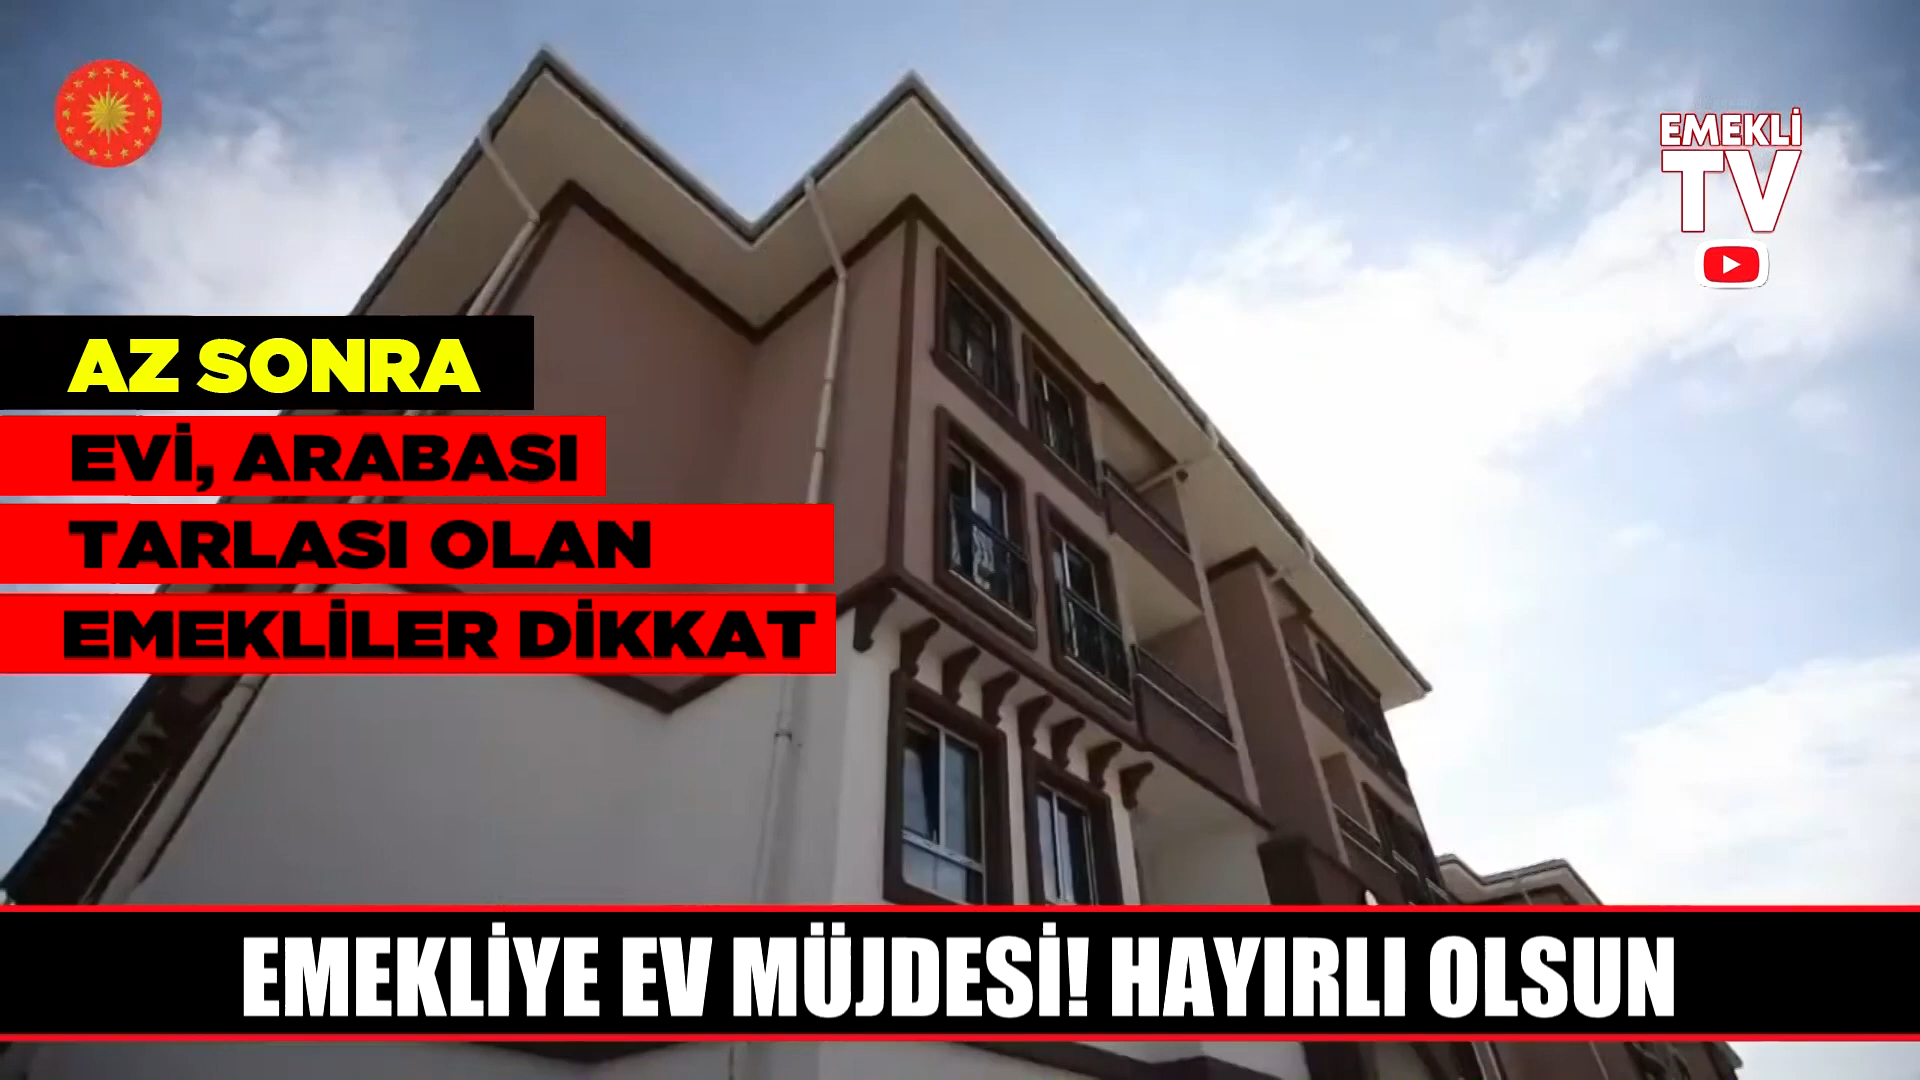 EMEKLİ
TV
AZ SONRA
EVİ, ARABASI
TARLASI OLAN
EMEKLİLER DİKKAT
EMEKLİYE EV MÜJDESİ! HAYIRLI OLSUN